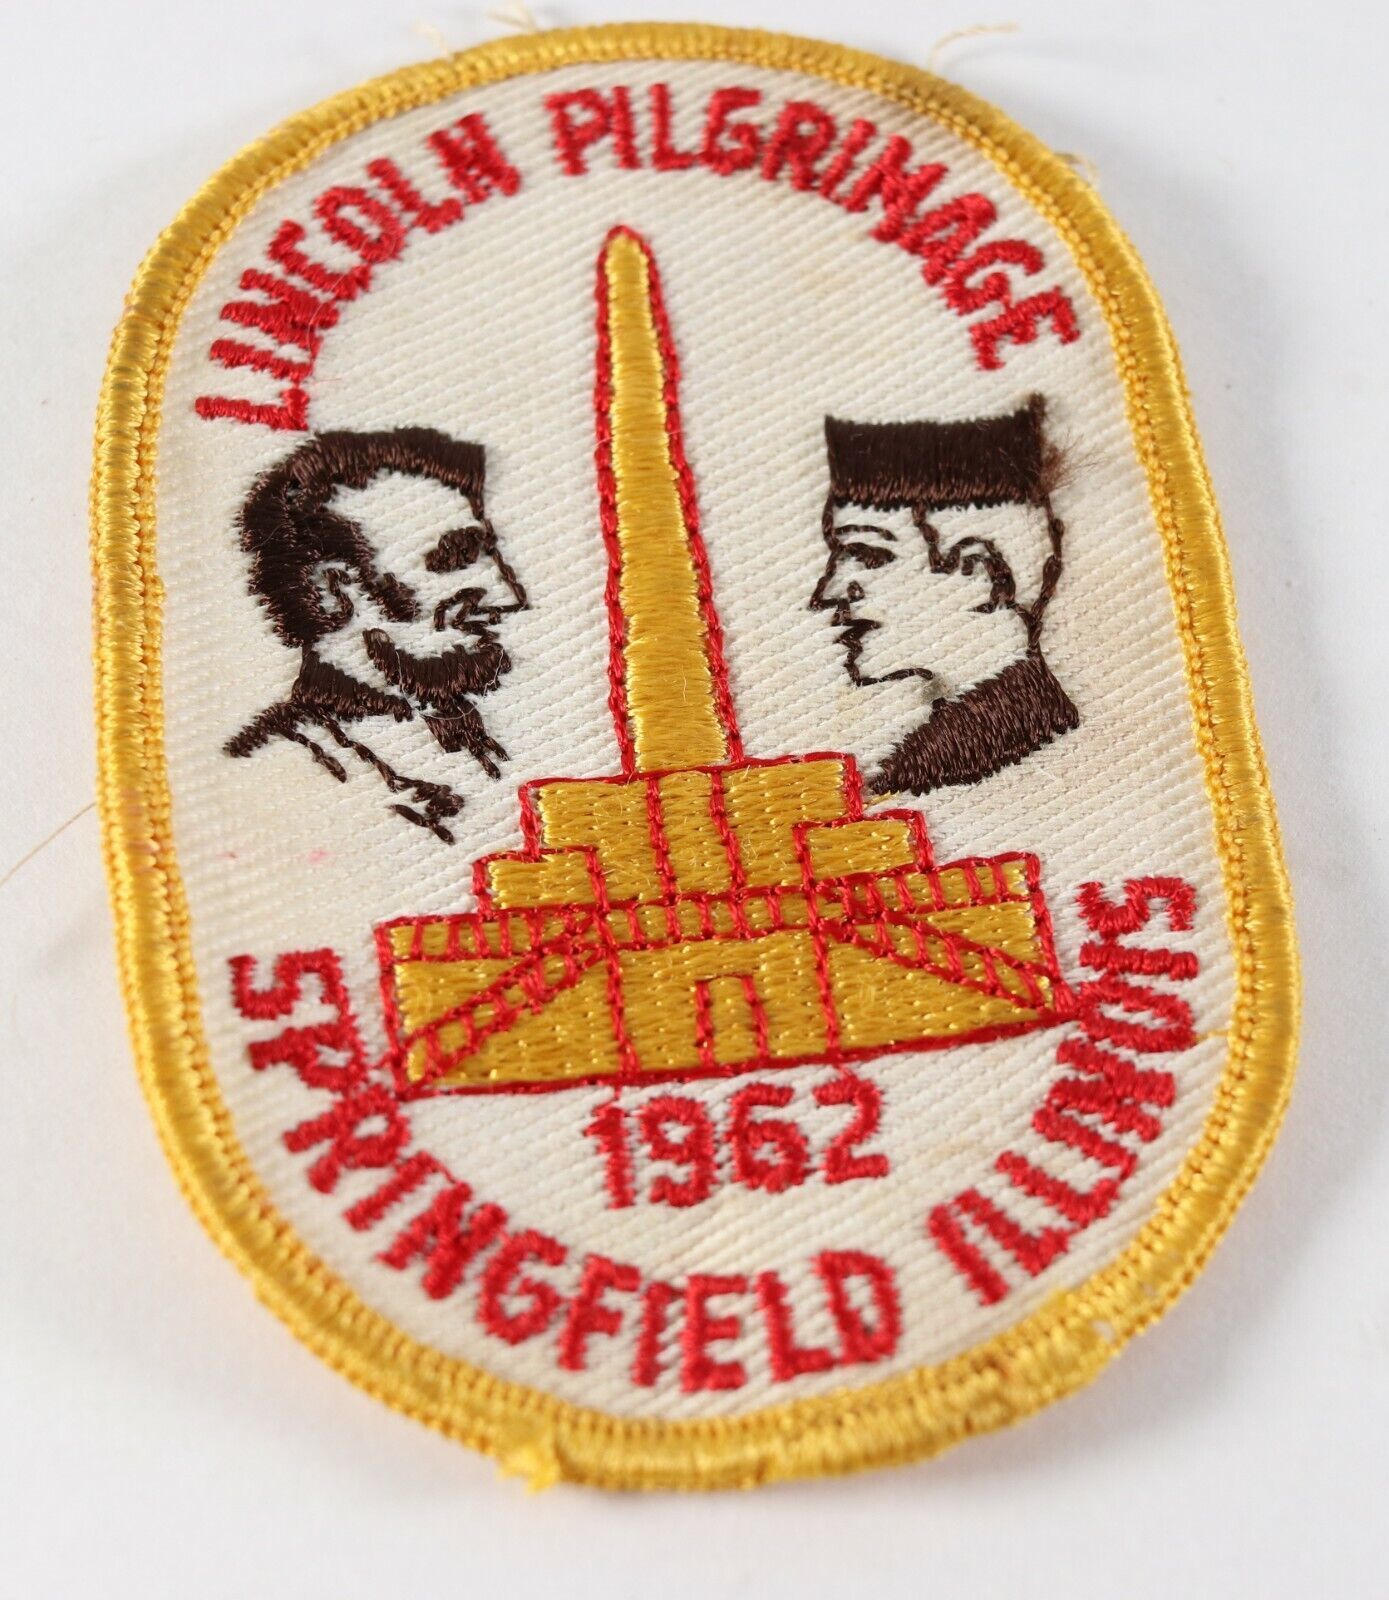 LINCOLN PILGRIMAGE
1962
SPRINGFIELD ILLINOIS